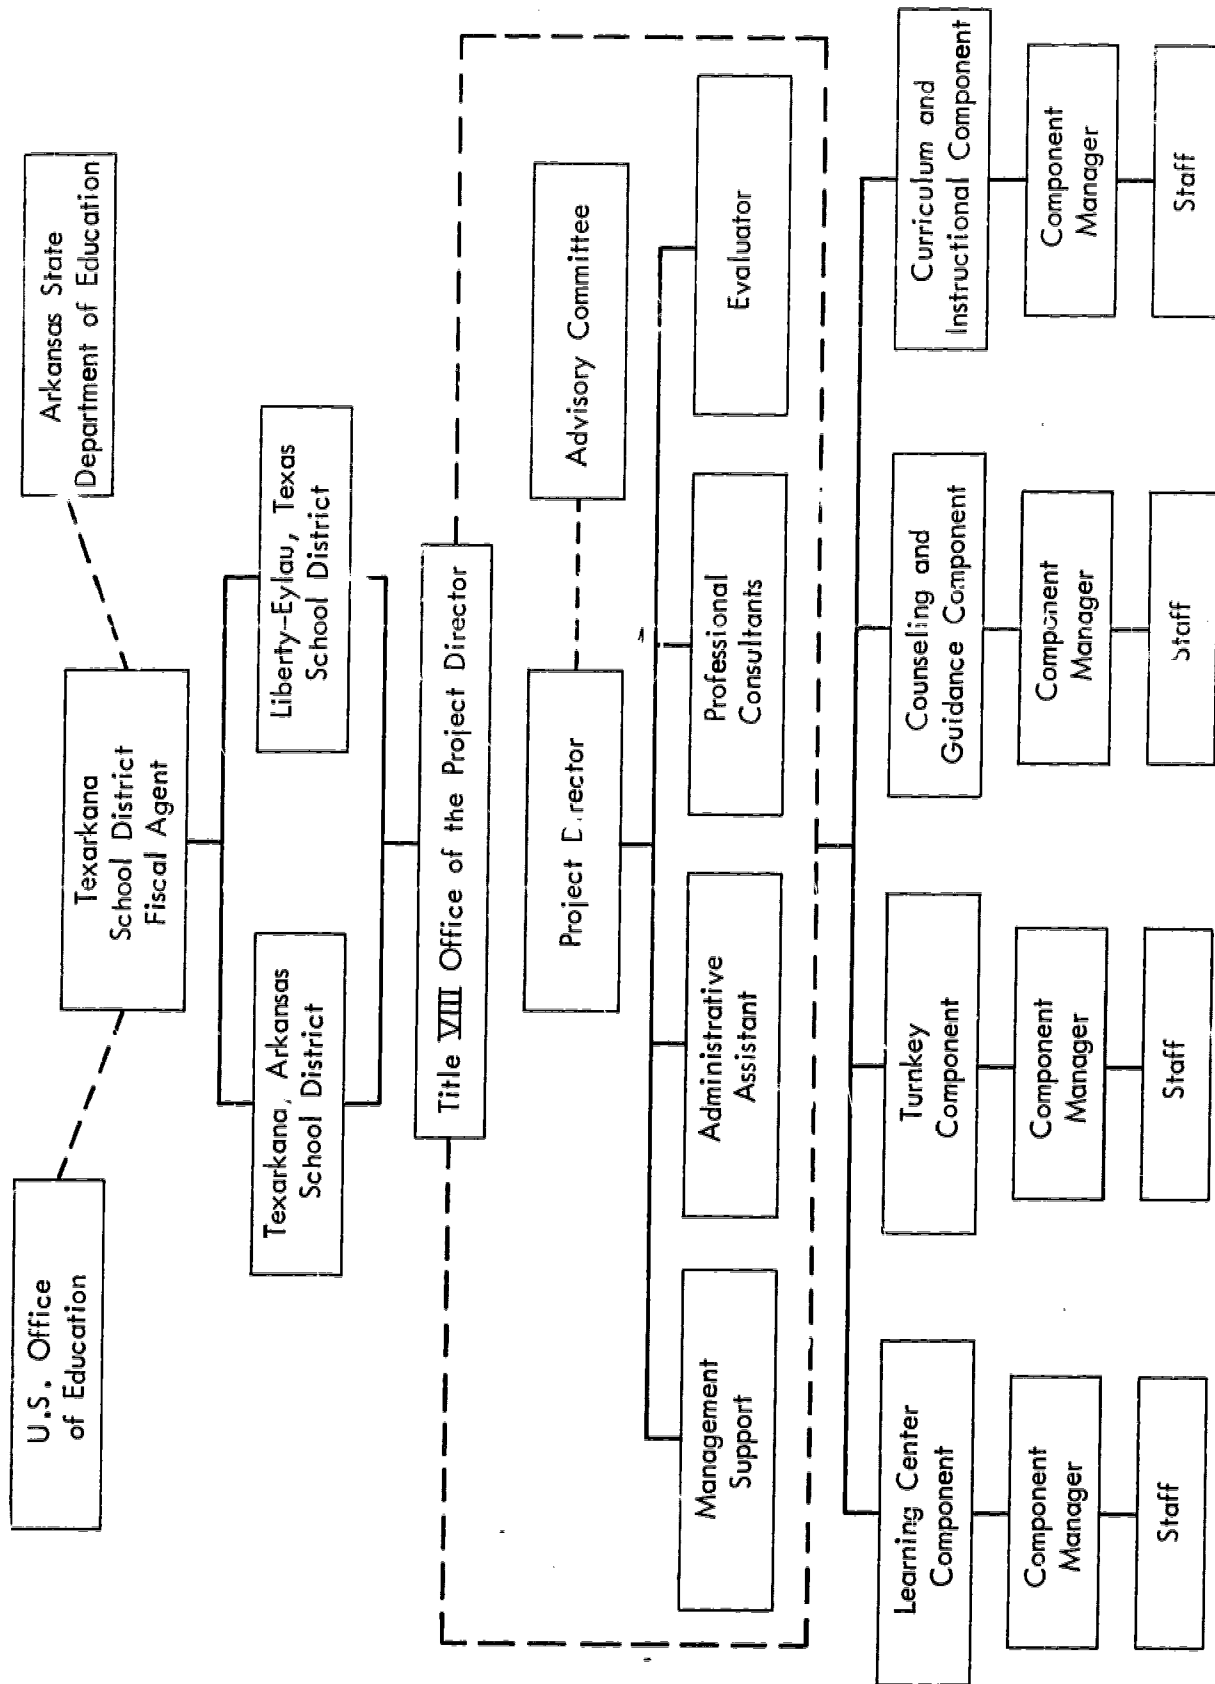 U.S. Office
of Education
Arkansas State
Department of Education
Texarkana
School District
Fiscal Agent
Texarkana, Arkansas
School District
Liberty-Eylau, Texas
School District
Title VIII Office of the Project Director
Project D.rector
Advisory Committee
Management
Support
Administrative
Assistant
Professional
Consultants
Evaluator
Learning Center
Component
Turnkey
Component
Counseling and
Guidance Component
Curriculum and
Instructional Component
Component
Manager
Component
Manager
Component
Manager
Component
Manager
Staff
Staff
Staff
Staff